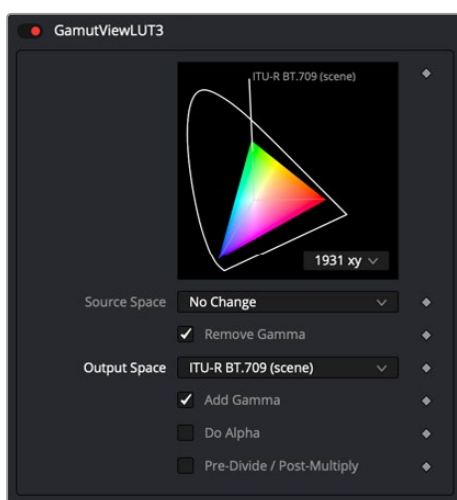 GamutViewLUT3
ITU-R BT.709 (scene)
1931 xy
Source Space No Change
Remove Gamma
Output Space ITU-R BT.709 (scene)
Add Gamma
Do Alpha
Pre-Divide / Post-Multiply